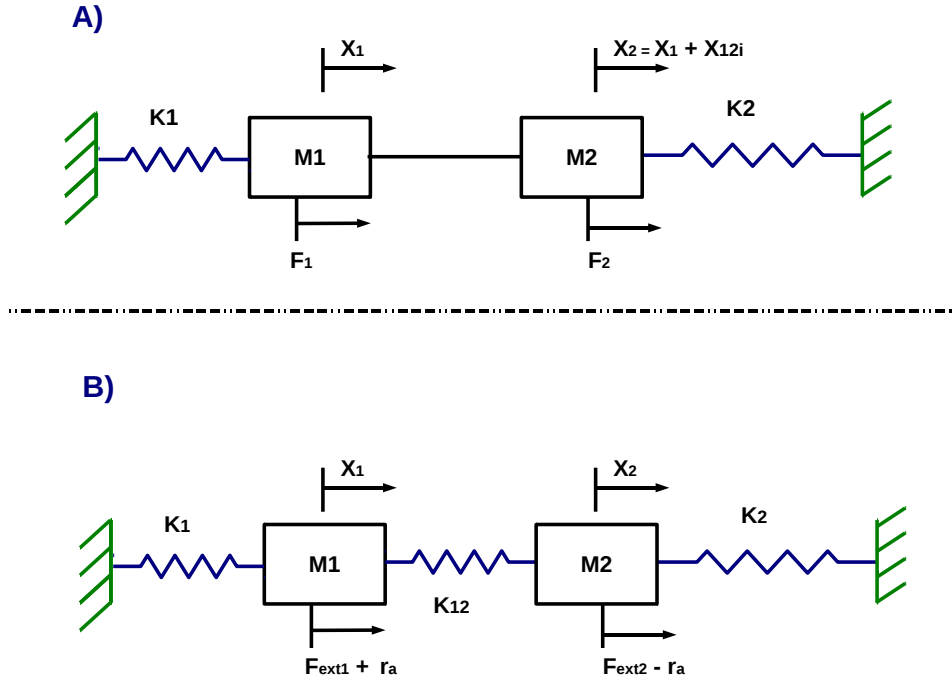 A)
X1
X2 = X1 + X12i
K1
K2
M1
M2
F1
F2
B)
X1
X2
K1
K2
M1
M2
K12
Fext1 + ra
Fext2 - ra